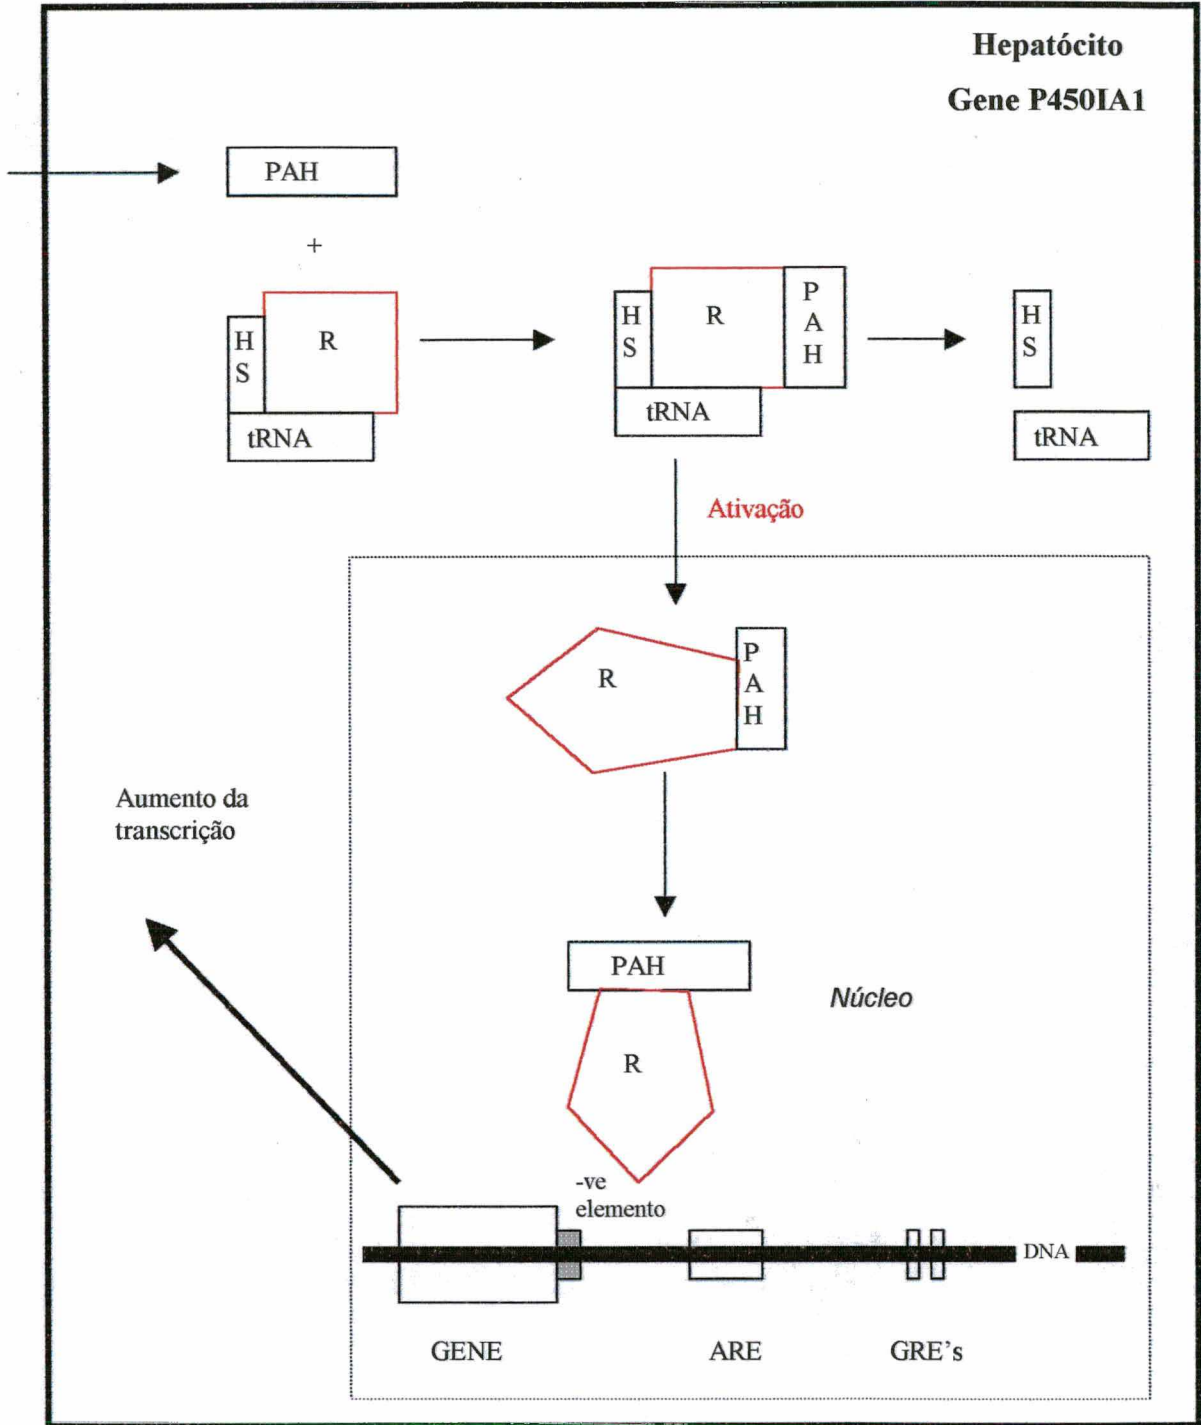 Hepatócito
Gene P450IA1
PAH
+
H
S
R
tRNA
H
S
R
P
A
H
tRNA
H
S
tRNA
Ativação
R
P
A
H
Aumento da
transcrição
PAH
Núcleo
R
-ve
elemento
DNA
GENE
ARE
GRE's